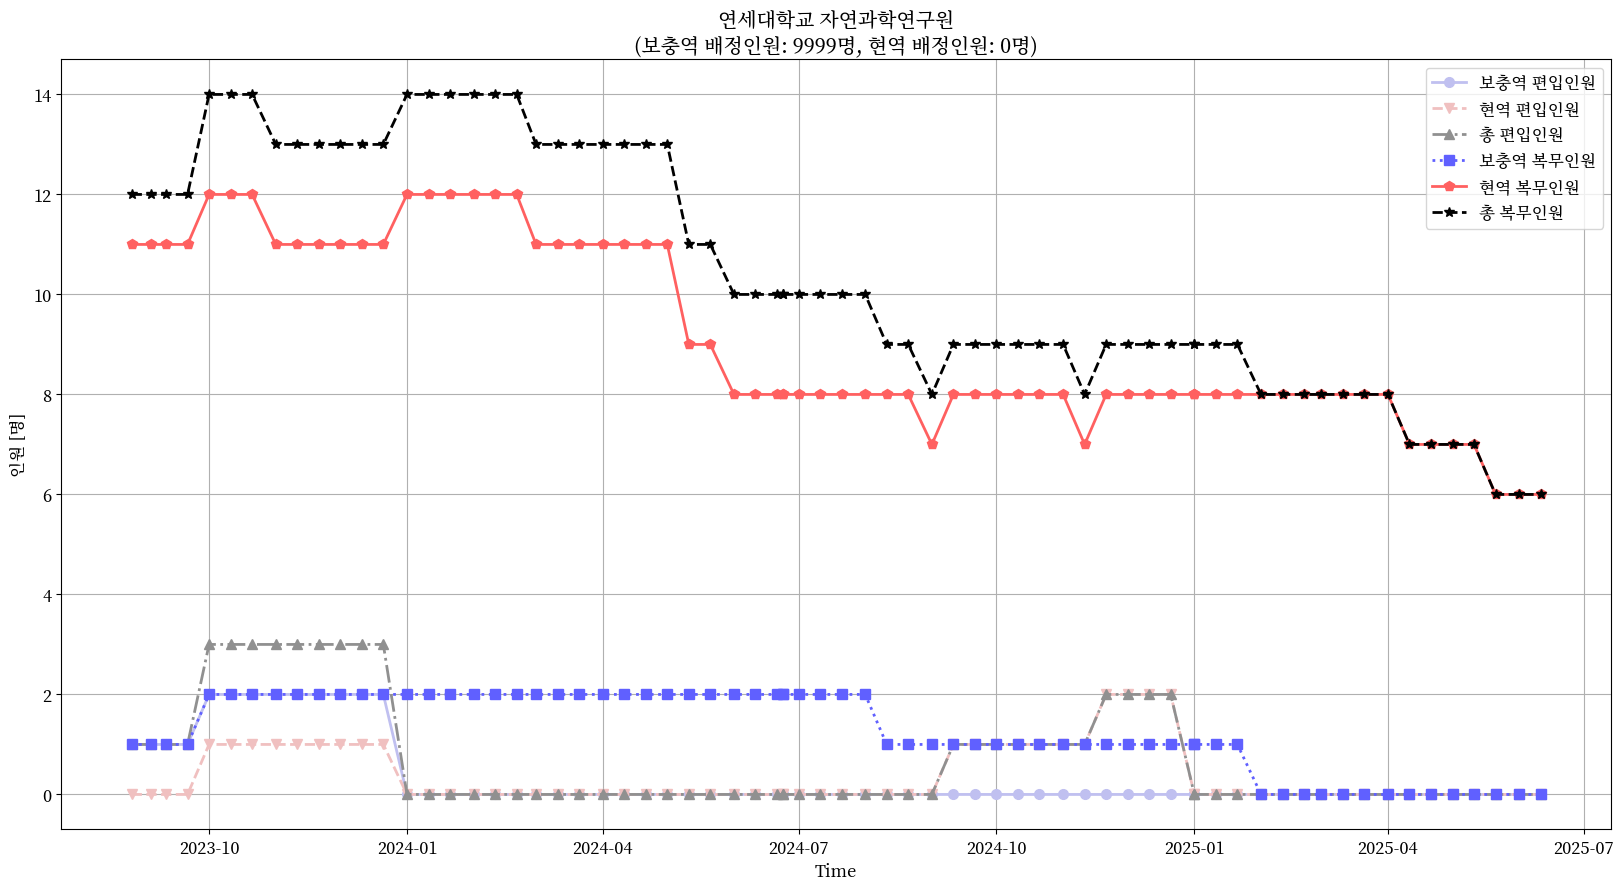 연세대학교 자연과학연구원
(보충역 배정인원: 9999명, 현역 배정인원: 0명)
보충역 편입인원
현역 편입인원
총 편입인원
보충역 복무인원
현역 복무인원
총 복무인원
인원 [명]
14
12
10
8
6
4
2
0
2023-10
2024-01
2024-04
2024-07
2024-10
2025-01
2025-04
2025-07
Time